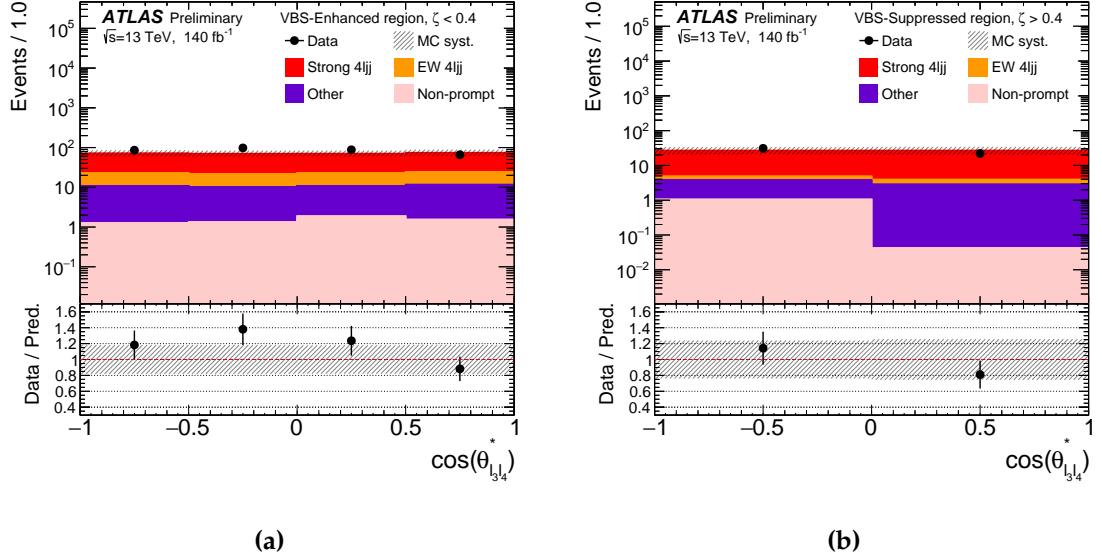 ATLAS Preliminary VBS-Enhanced region, ζ < 0.4
√s=13 TeV, 140 fb⁻¹
Data MC syst.
Strong 4ljj EW 4ljj
Other Non-prompt
Events / 1.0
10⁵
10⁴
10³
10²
10
1
10⁻¹
Data / Pred.
1.6
1.4
1.2
1
0.8
0.6
0.4
−1 −0.5 0 0.5 1
cos(θ*l₃l₄)
(a)
ATLAS Preliminary VBS-Suppressed region, ζ > 0.4
√s=13 TeV, 140 fb⁻¹
Data MC syst.
Strong 4ljj EW 4ljj
Other Non-prompt
Events / 1.0
10⁵
10⁴
10³
10²
10
1
10⁻¹
10⁻²
Data / Pred.
1.6
1.4
1.2
1
0.8
0.6
0.4
−1 −0.5 0 0.5 1
cos(θ*l₃l₄)
(b)